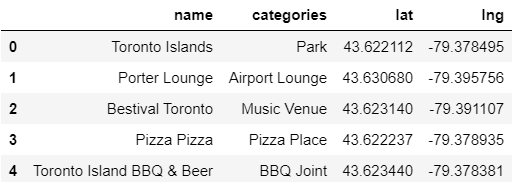 name categories lat lng
0 Toronto Islands Park 43.622112 -79.378495
1 Porter Lounge Airport Lounge 43.630680 -79.395756
2 Bestival Toronto Music Venue 43.623140 -79.391107
3 Pizza Pizza Pizza Place 43.622237 -79.378935
4 Toronto Island BBQ & Beer BBQ Joint 43.623440 -79.378381